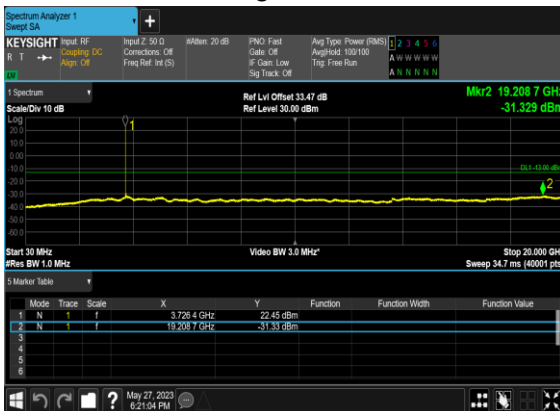 Spectrum Analyzer 1
Swept SA
KEYSIGHT
R T
LV
Input: RF
Coupling: DC
Align: Off
Input Z: 50 Ω
Corrections: Off
Freq Ref: Int (S)
#Atten: 20 dB
PNO: Fast
Gate: Off
IF Gain: Low
Sig Track: Off
Avg Type: Power (RMS)
Avg|Hold: 100/100
Trig: Free Run
1 2 3 4 5 6
A W W W W W
A N N N N N
1 Spectrum
Scale/Div 10 dB
Ref Lvl Offset 33.47 dB
Ref Level 30.00 dBm
Mkr2 19.208 7 GHz
-31.329 dBm
Log
20.0
10.0
0.00
-10.0
-20.0
-30.0
-40.0
-50.0
-60.0
1
DL1 -13.00 dBm
2
Start 30 MHz
#Res BW 1.0 MHz
Video BW 3.0 MHz*
Stop 20.000 GH
Sweep 34.7 ms (40001 pts
5 Marker Table
Mode Trace Scale X Y Function Function Width Function Value
1 N 1 f 3.726 4 GHz 22.45 dBm
2 N 1 f 19.208 7 GHz -31.33 dBm
3
4
5
6
? May 27, 2023
6:21:04 PM